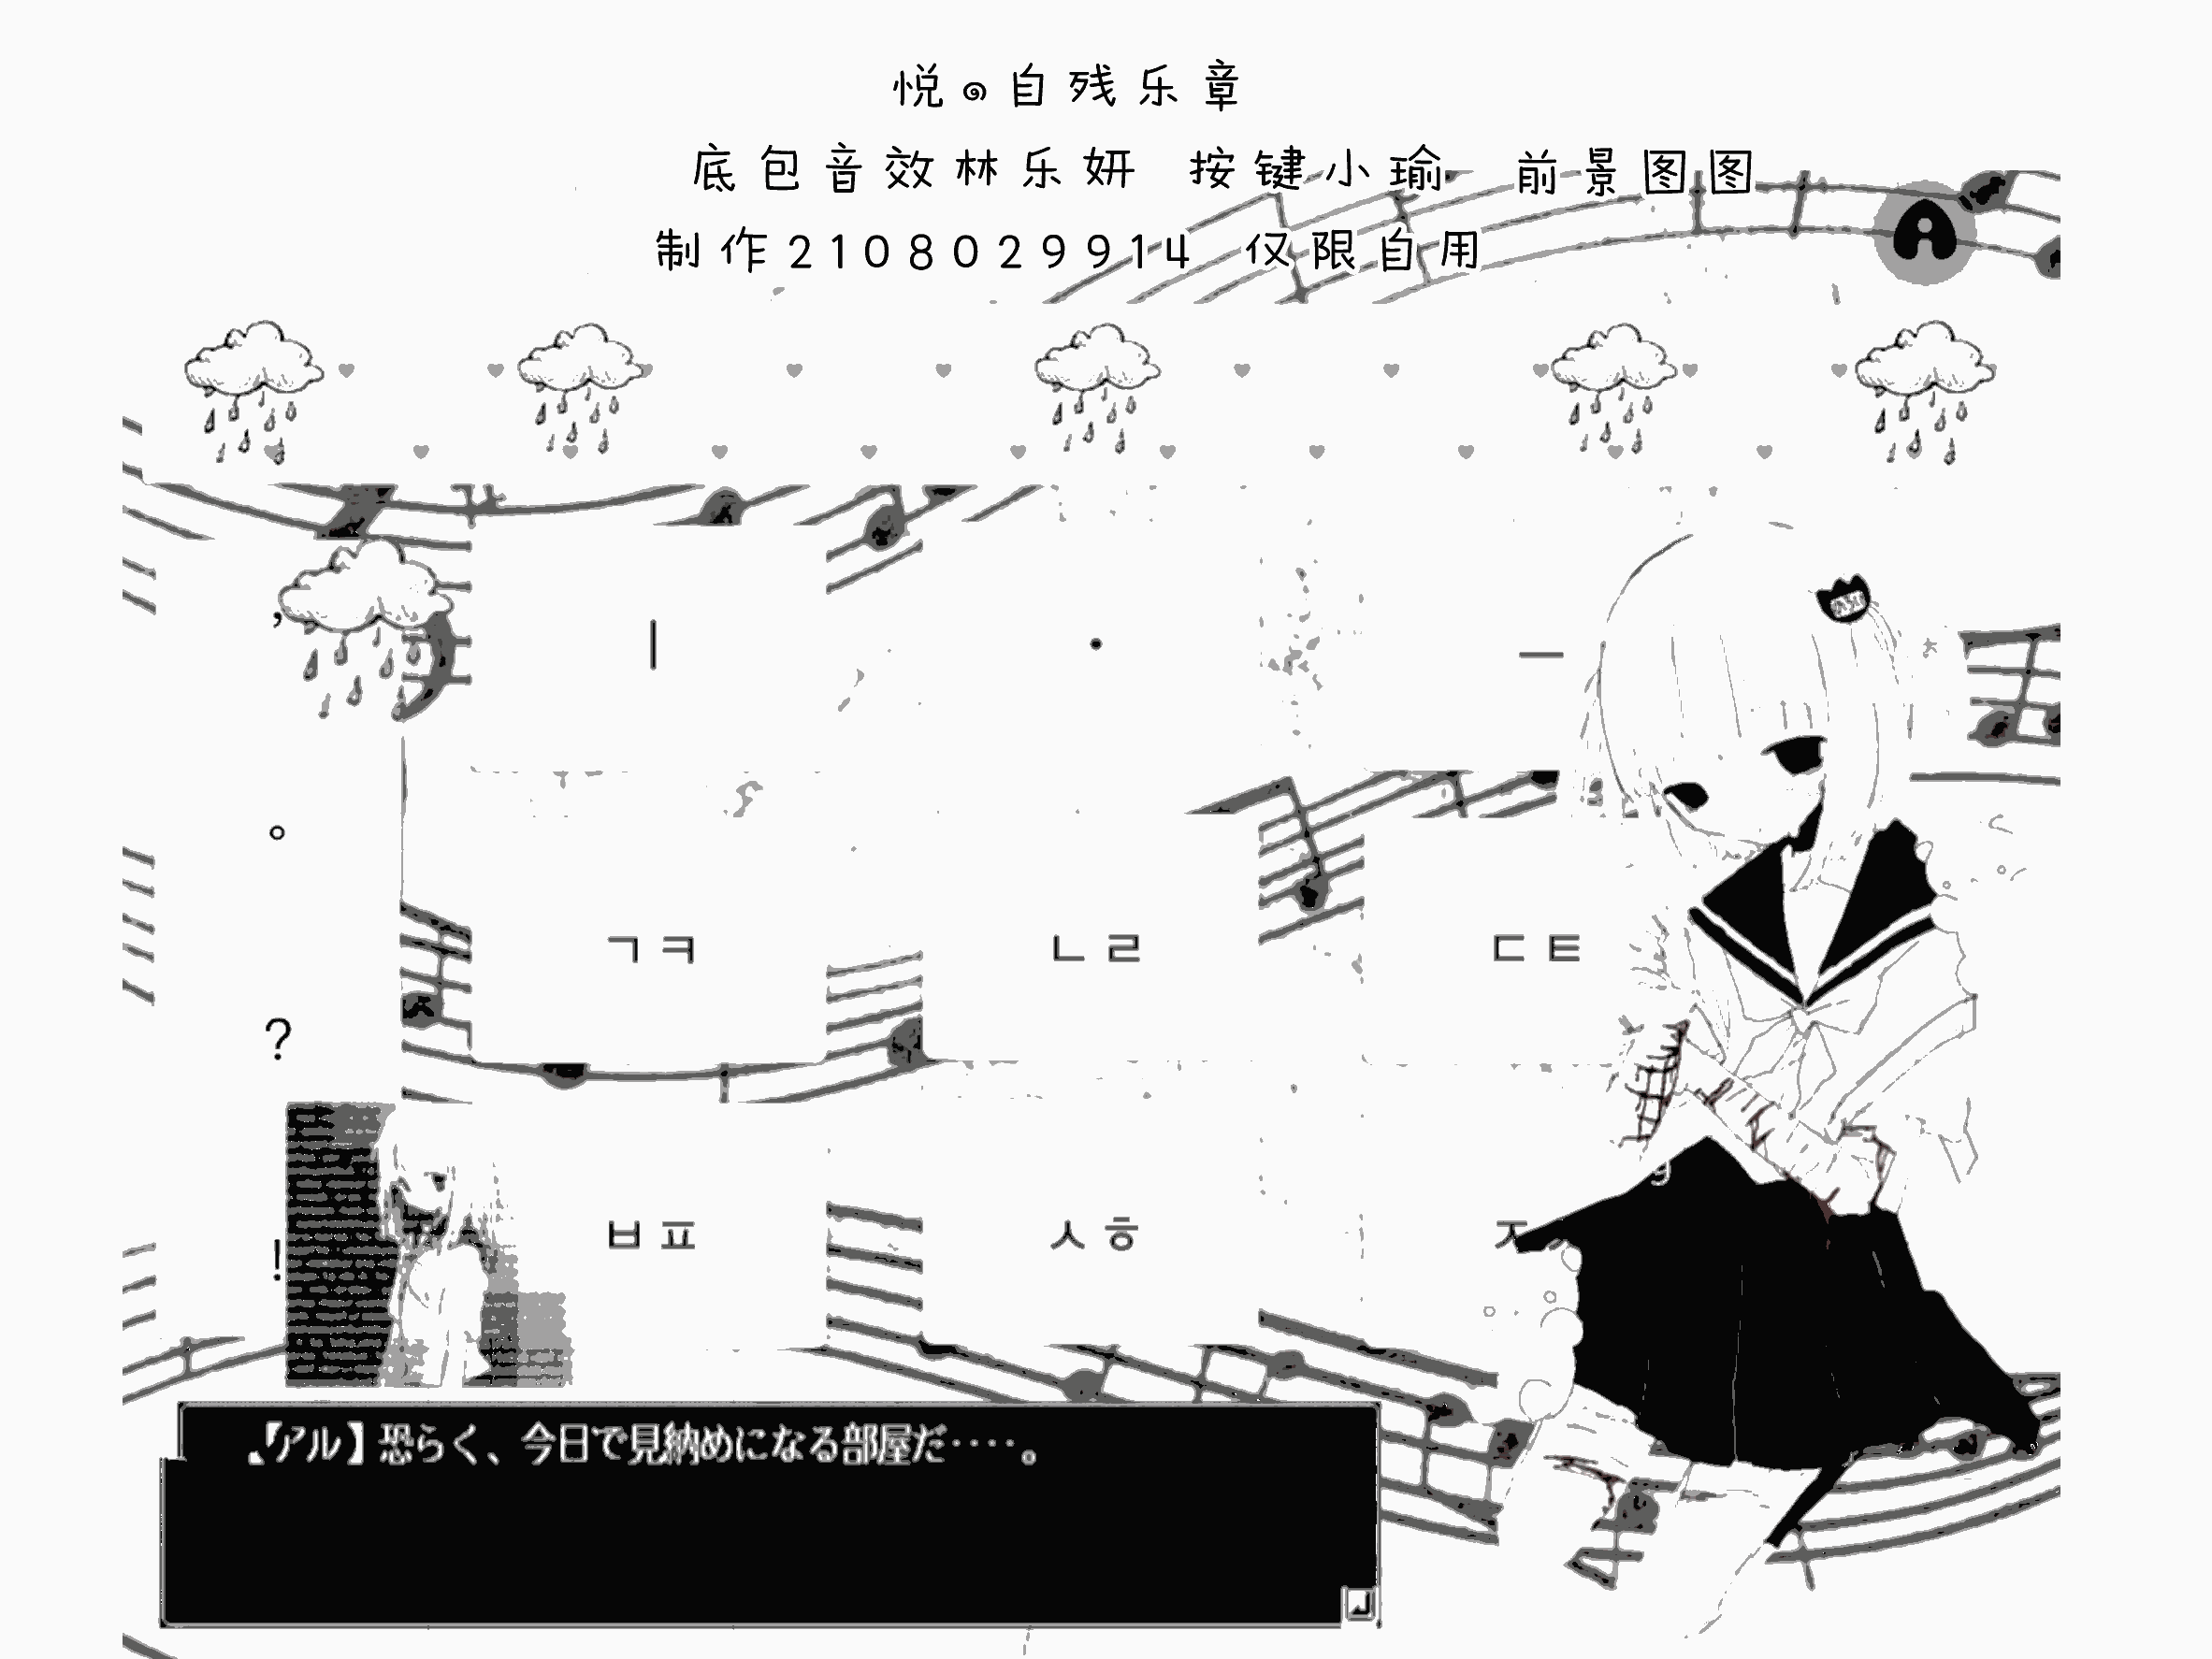 悦๑自残乐章
底包音效林乐妍 按键小瑜 前景图图
制作2108029914 仅限自用
, ㅣ · ㅡ
。
ㄱㅋ ㄴㄹ ㄷㅌ
?
! ㅂㅍ ㅅㅎ ㅈ
【アル】恐らく、今日で見納めになる部屋だ‥‥。